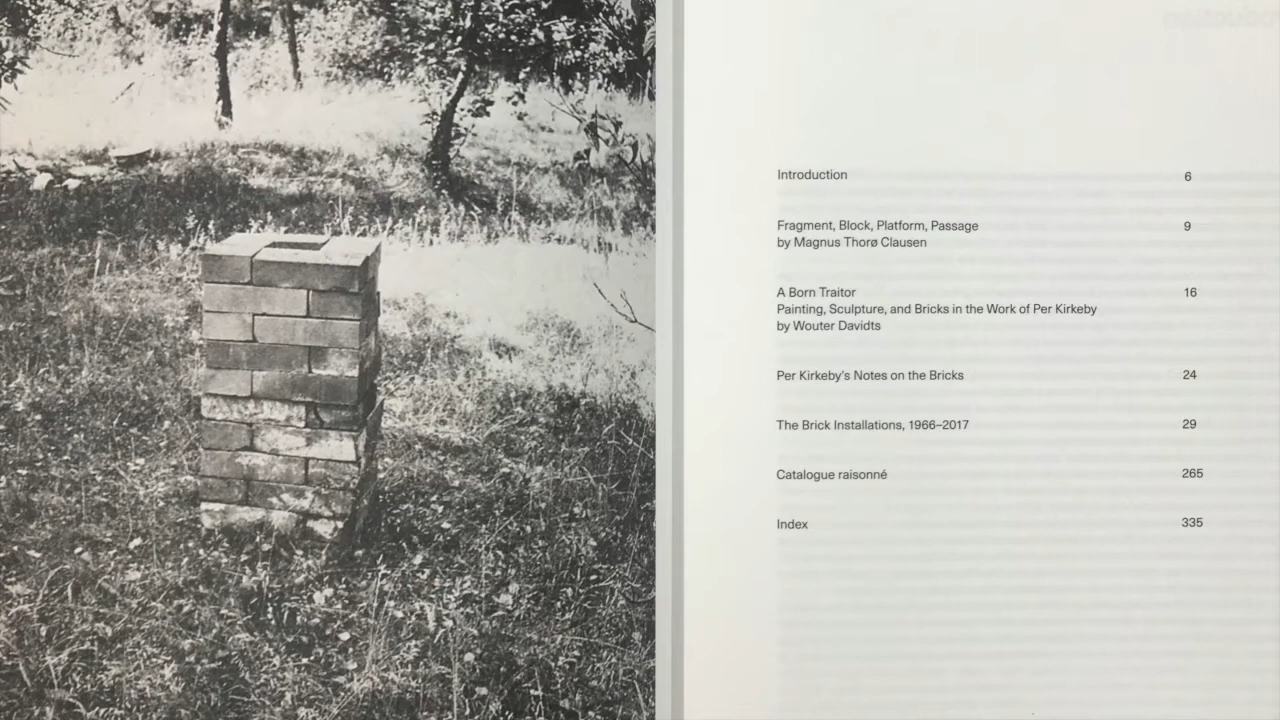 Introduction 6
Fragment, Block, Platform, Passage 9
by Magnus Thorø Clausen
A Born Traitor 16
Painting, Sculpture, and Bricks in the Work of Per Kirkeby
by Wouter Davidts
Per Kirkeby's Notes on the Bricks 24
The Brick Installations, 1966–2017 29
Catalogue raisonné 265
Index 335